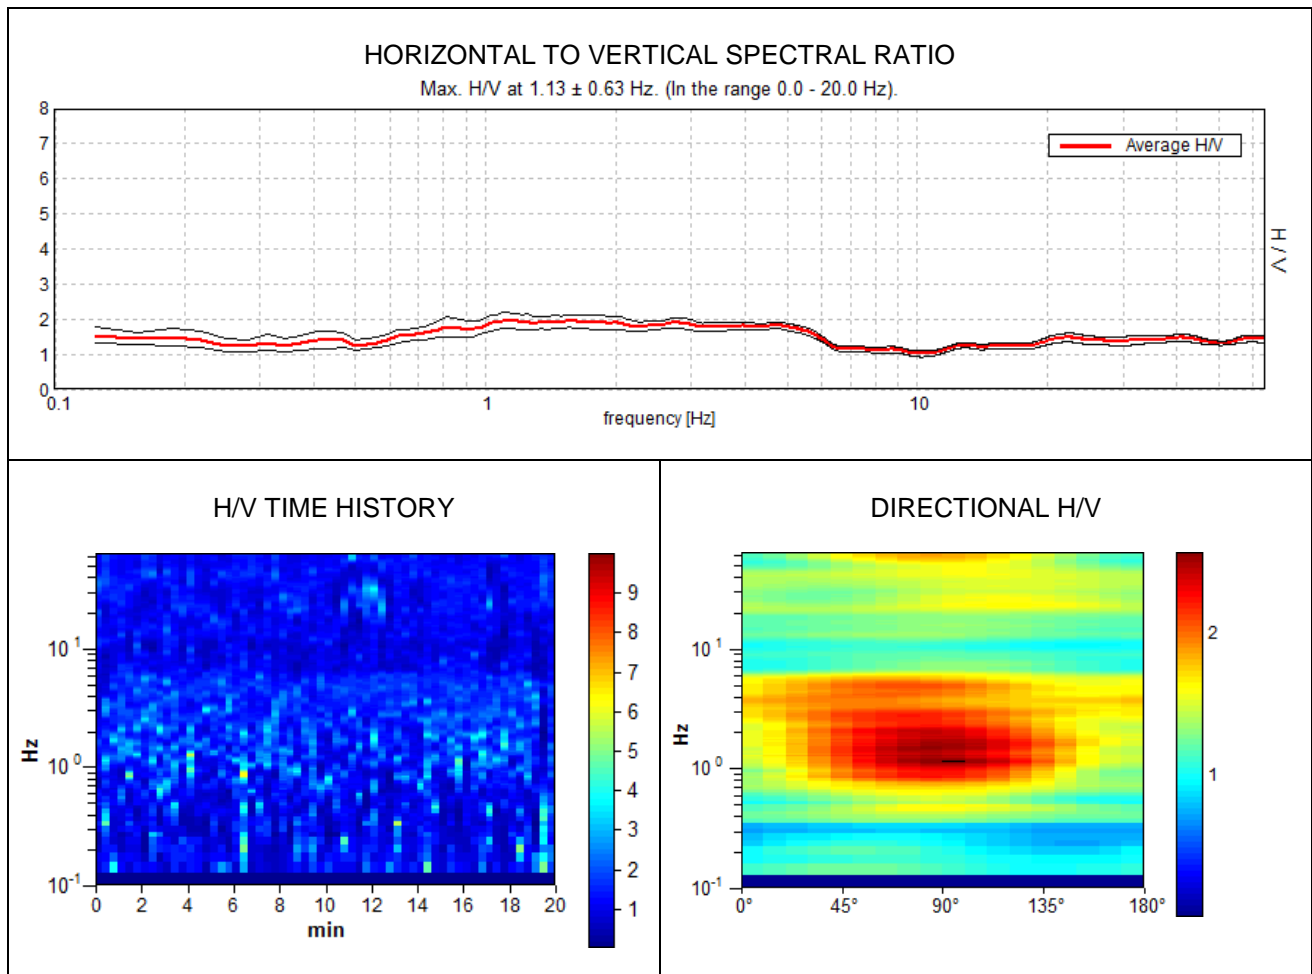 HORIZONTAL TO VERTICAL SPECTRAL RATIO
Max. H/V at 1.13 ± 0.63 Hz. (In the range 0.0 - 20.0 Hz).
8
7
6
5
4
3
2
1
0
Average H/V
H / V
0.1
1
10
frequency [Hz]
H/V TIME HISTORY
10 1
10 0
10 -1
Hz
0 2 4 6 8 10 12 14 16 18 20
min
9
8
7
6
5
4
3
2
1
DIRECTIONAL H/V
10 1
10 0
10 -1
Hz
0° 45° 90° 135° 180°
2
1